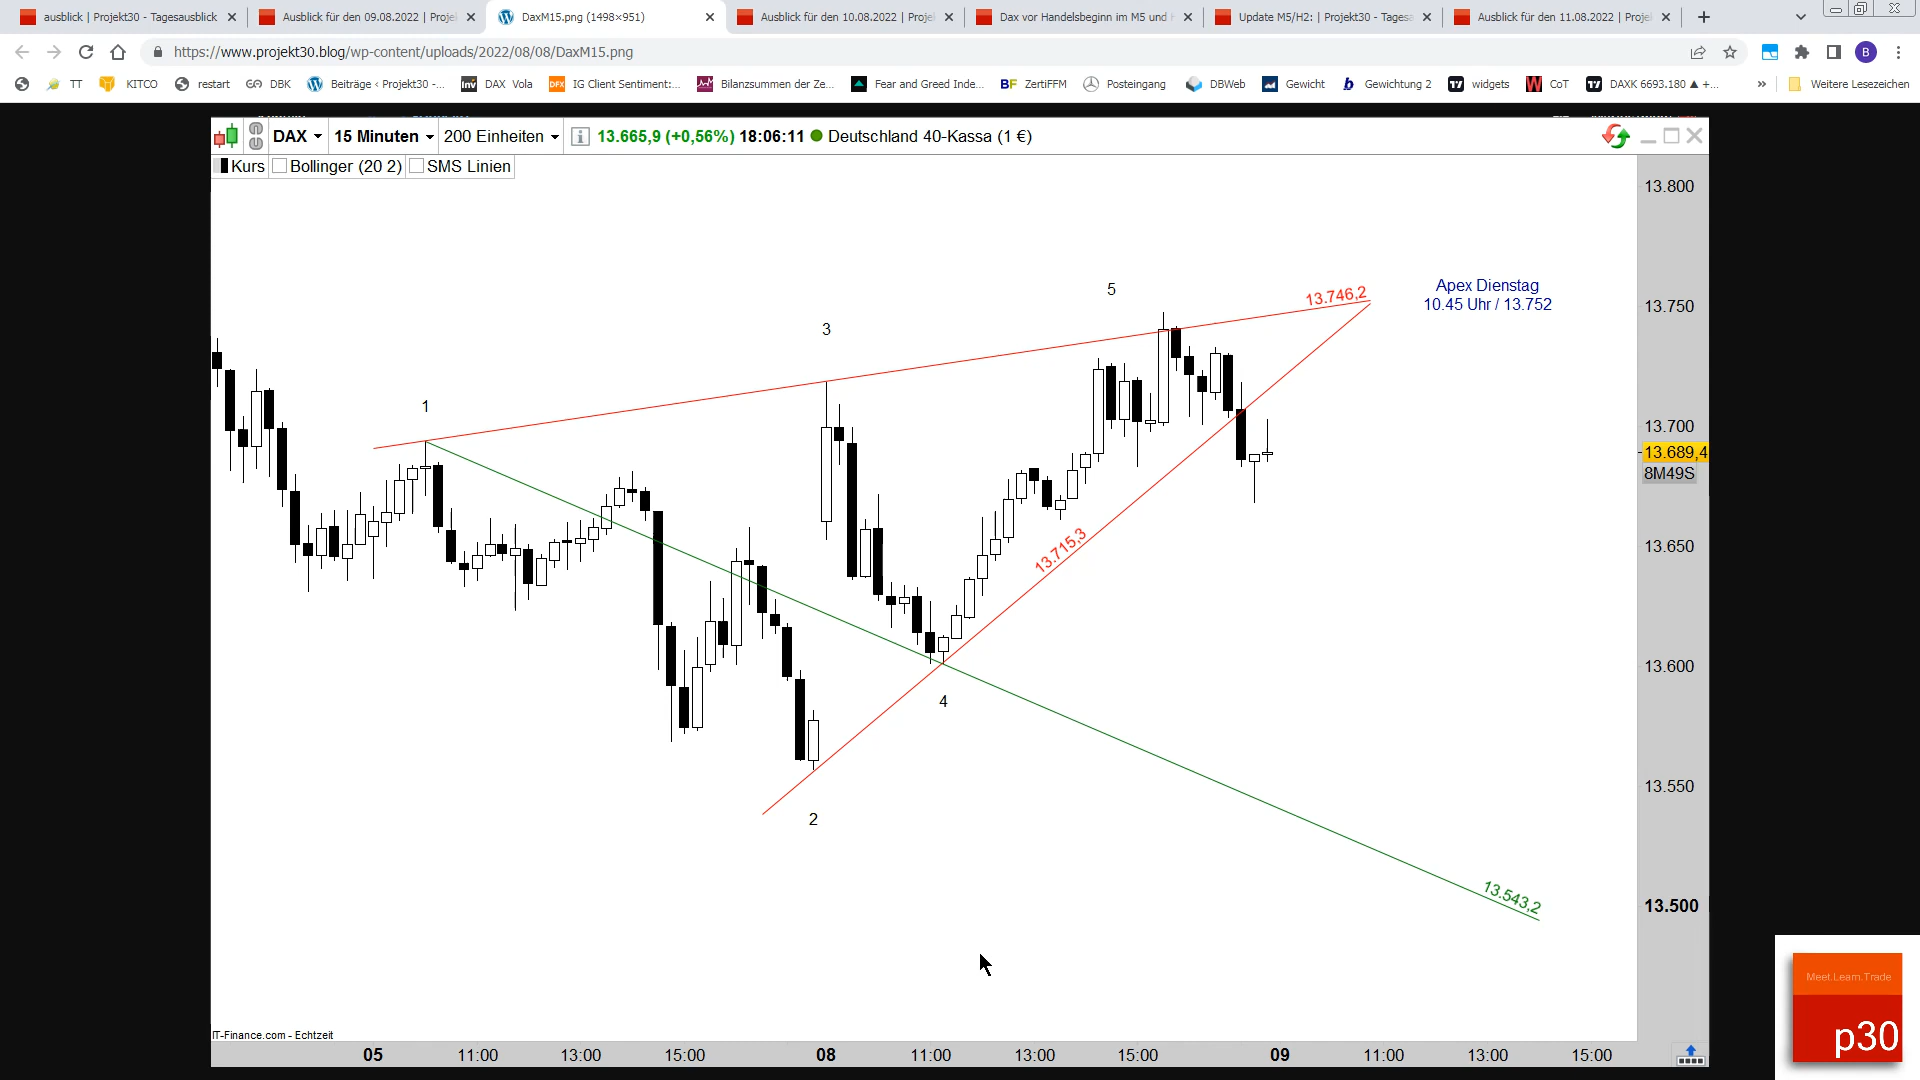 ausblick | Projekt30 - Tagesausblick
Ausblick für den 09.08.2022 | Proje
DaxM15.png (1498×951)
Ausblick für den 10.08.2022 | Proje
Dax vor Handelsbeginn im M5 und
Update M5/H2: | Projekt30 - Tages
Ausblick für den 11.08.2022 | Proje
https://www.projekt30.blog/wp-content/uploads/2022/08/08/DaxM15.png
B
TT
KITCO
restart
DBK
Beiträge ‹ Projekt30 -...
Inv
DAX Vola
DFX
IG Client Sentiment:...
Bilanzsummen der Ze...
Fear and Greed Inde...
BF
ZertiFFM
Posteingang
DBWeb
Gewicht
b
Gewichtung 2
widgets
W
CoT
DAXK 6693.180 ▲ +...
»
Weitere Lesezeichen
DAX
15 Minuten
200 Einheiten
i
13.665,9 (+0,56%) 18:06:11
Deutschland 40-Kassa (1 €)
Kurs
Bollinger (20 2)
SMS Linien
13.800
Apex Dienstag
10.45 Uhr / 13.752
5
13.746,2
13.750
3
1
13.700
13.689,4
8M49S
13.715,3
13.650
13.600
4
13.550
2
13.543,2
13.500
IT-Finance.com - Echtzeit
05
11:00
13:00
15:00
08
11:00
13:00
15:00
09
11:00
13:00
15:00
Meet.Learn.Trade
p30